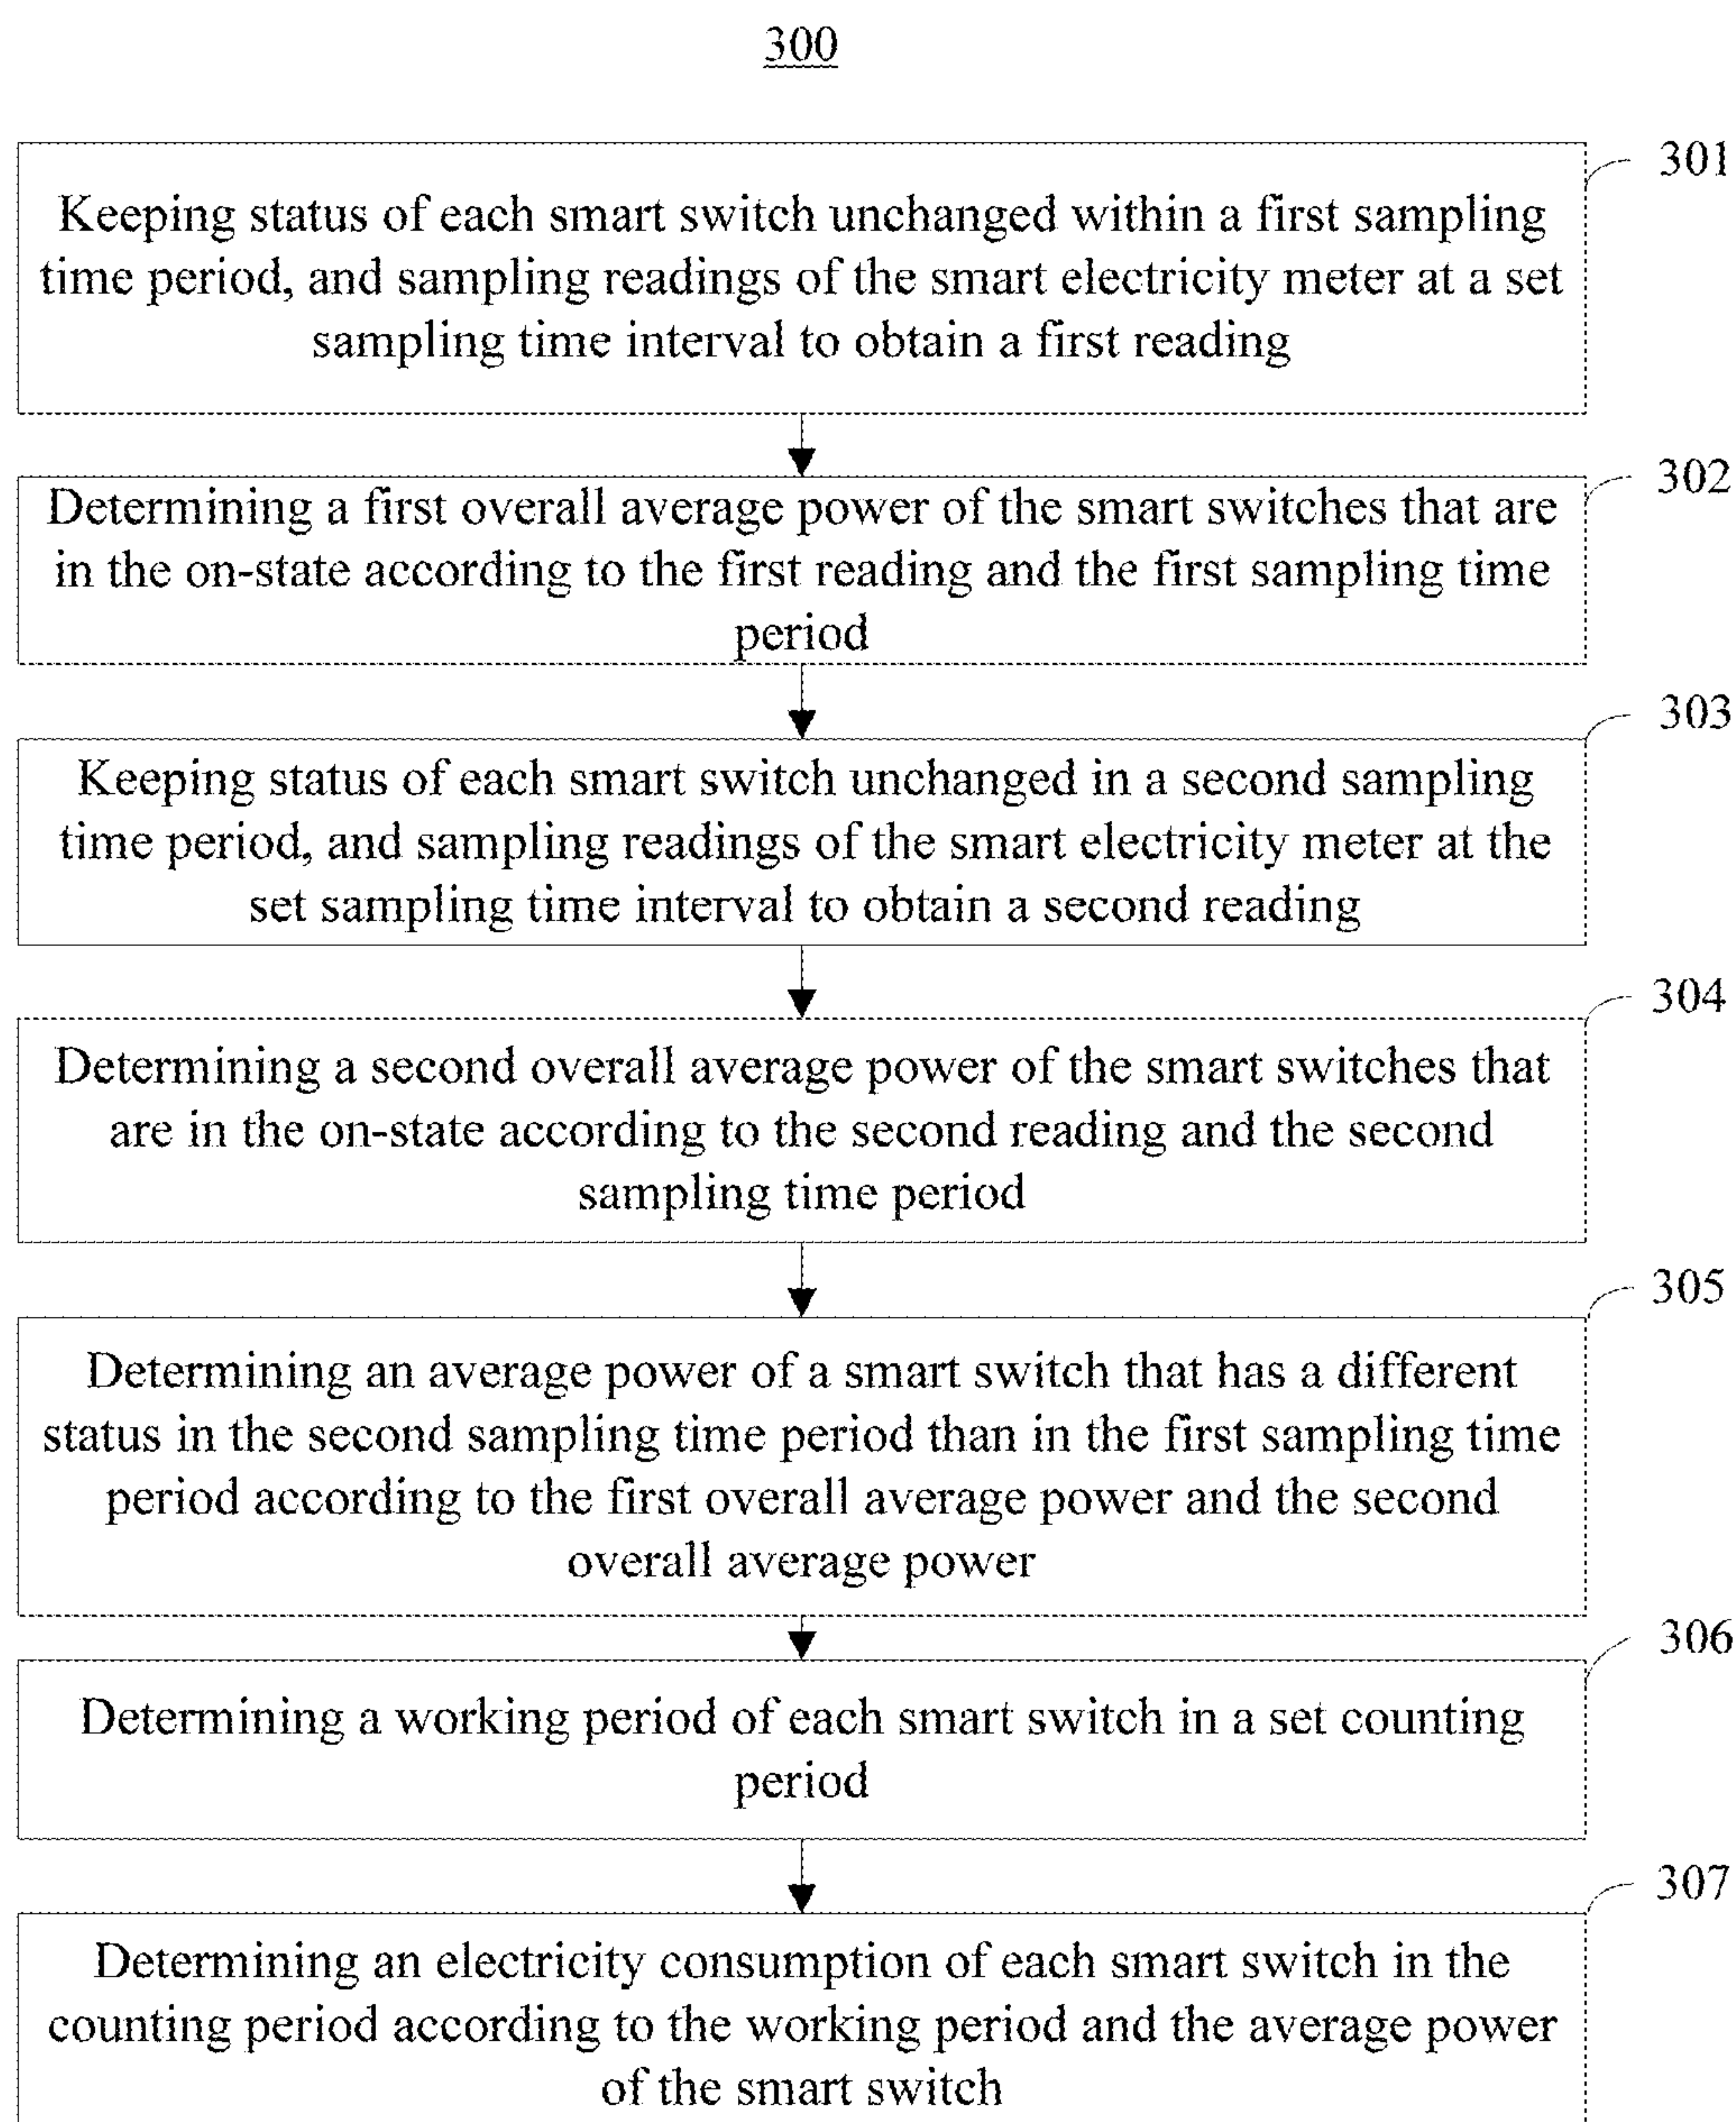 300
301
Keeping status of each smart switch unchanged within a first sampling
time period, and sampling readings of the smart electricity meter at a set
sampling time interval to obtain a first reading
302
Determining a first overall average power of the smart switches that are
in the on-state according to the first reading and the first sampling time
period
303
Keeping status of each smart switch unchanged in a second sampling
time period, and sampling readings of the smart electricity meter at the
set sampling time interval to obtain a second reading
304
Determining a second overall average power of the smart switches that
are in the on-state according to the second reading and the second
sampling time period
305
Determining an average power of a smart switch that has a different
status in the second sampling time period than in the first sampling time
period according to the first overall average power and the second
overall average power
306
Determining a working period of each smart switch in a set counting
period
307
Determining an electricity consumption of each smart switch in the
counting period according to the working period and the average power
of the smart switch